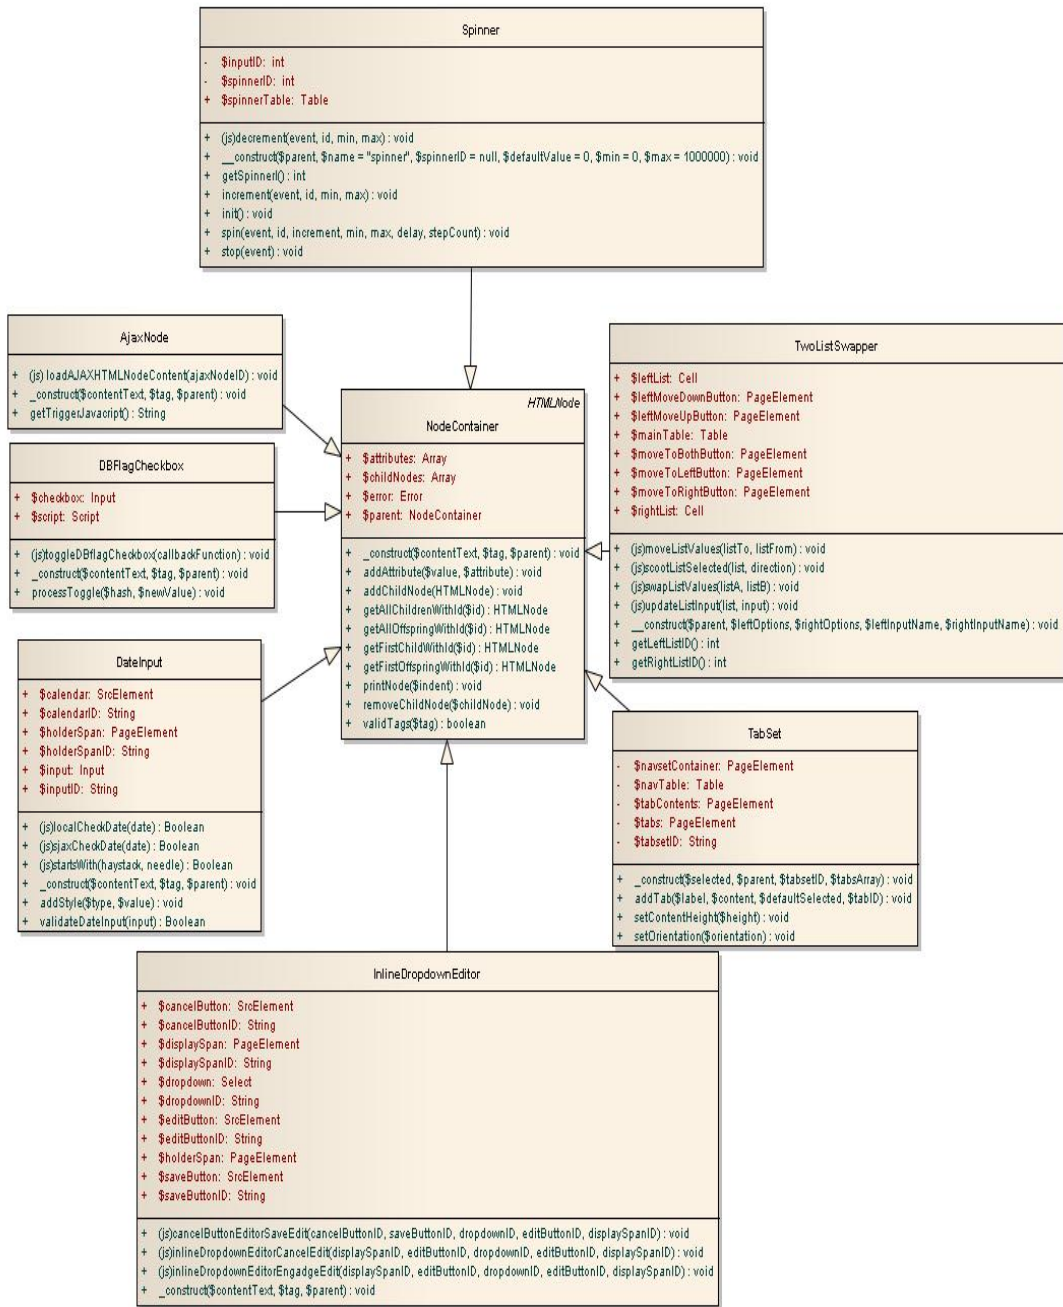 Spinner
- $inputID: int
- $spinnerID: int
+ $spinnerTable: Table
+ (js)decrement(event, id, min, max) : void
+ __construct($parent, $name = "spinner", $spinnerID = null, $defaultValue = 0, $min = 0, $max = 1000000) : void
+ getSpinnerI() : int
+ increment(event, id, min, max) : void
+ init() : void
+ spin(event, id, increment, min, max, delay, stepCount) : void
+ stop(event) : void
AjaxNode
+ (js) loadAJAXHTMLNodeContent(ajaxNodeID) : void
+ _construct($contentText, $tag, $parent) : void
+ getTriggerJavacript() : String
DBFlagCheckbox
+ $checkbox: Input
+ $script: Script
+ (js)toggleDBflagCheckbox(callbackFunction) : void
+ _construct($contentText, $tag, $parent) : void
+ processToggle($hash, $newValue) : void
DateInput
+ $calendar: SrcElement
+ $calendarID: String
+ $holderSpan: PageElement
+ $holderSpanID: String
+ $input: Input
+ $inputID: String
+ (js)localCheckDate(date) : Boolean
+ (js)sjaxCheckDate(date) : Boolean
+ (js)startsWith(haystack, needle) : Boolean
+ _construct($contentText, $tag, $parent) : void
+ addStyle($type, $value) : void
+ validateDateInput(input) : Boolean
HTMLNode
NodeContainer
+ $attributes: Array
+ $childNodes: Array
+ $error: Error
+ $parent: NodeContainer
+ _construct($contentText, $tag, $parent) : void
+ addAttribute($value, $attribute) : void
+ addChildNode(HTMLNode) : void
+ getAllChildrenWithId($id) : HTMLNode
+ getAllOffspringWithId($id) : HTMLNode
+ getFirstChildWithId($id) : HTMLNode
+ getFirstOffspringWithId($id) : HTMLNode
+ printNode($indent) : void
+ removeChildNode($childNode) : void
+ validTags($tag) : boolean
TwoListSwapper
+ $leftList: Cell
+ $leftMoveDownButton: PageElement
+ $leftMoveUpButton: PageElement
+ $mainTable: Table
+ $moveToBothButton: PageElement
+ $moveToLeftButton: PageElement
+ $moveToRightButton: PageElement
+ $rightList: Cell
+ (js)moveListValues(listTo, listFrom) : void
+ (js)scootListSelected(list, direction) : void
+ (js)swapListValues(listA, listB) : void
+ (js)updateListInput(list, input) : void
+ __construct($parent, $leftOptions, $rightOptions, $leftInputName, $rightInputName) : void
+ getLeftListID() : int
+ getRightListID() : int
TabSet
- $navsetContainer: PageElement
- $navTable: Table
- $tabContents: PageElement
- $tabs: PageElement
- $tabsetID: String
+ _construct($selected, $parent, $tabsetID, $tabsArray) : void
+ addTab($label, $content, $defaultSelected, $tabID) : void
+ setContentHeight($height) : void
+ setOrientation($orientation) : void
InlineDropdownEditor
+ $cancelButton: SrcElement
+ $cancelButtonID: String
+ $displaySpan: PageElement
+ $displaySpanID: String
+ $dropdown: Select
+ $dropdownID: String
+ $editButton: SrcElement
+ $editButtonID: String
+ $holderSpan: PageElement
+ $saveButton: SrcElement
+ $saveButtonID: String
+ (js)cancelButtonEditorSaveEdit(cancelButtonID, saveButtonID, dropdownID, editButtonID, displaySpanID) : void
+ (js)inlineDropdownEditorCancelEdit(displaySpanID, editButtonID, dropdownID, editButtonID, displaySpanID) : void
+ (js)inlineDropdownEditorEngadgeEdit(displaySpanID, editButtonID, dropdownID, editButtonID, displaySpanID) : void
+ _construct($contentText, $tag, $parent) : void